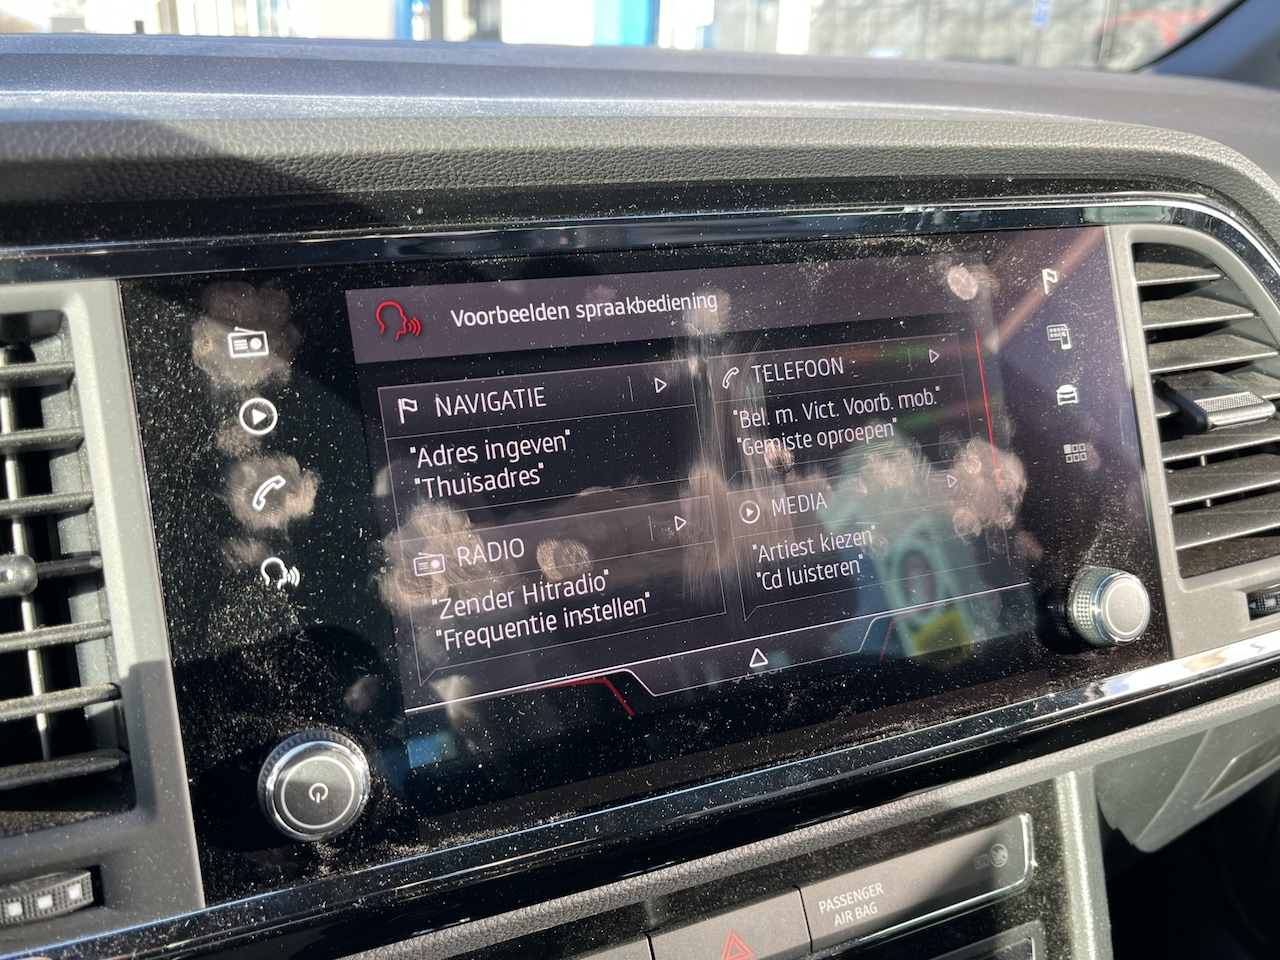 Voorbeelden spraakbediening
NAVIGATIE
"Adres ingeven"
"Thuisadres"
TELEFOON
"Bel. m. Vict. Voorb. mob."
"Gemiste oproepen"
RADIO
"Zender Hitradio"
"Frequentie instellen"
MEDIA
"Artiest kiezen"
"Cd luisteren"
PASSENGER
AIR BAG